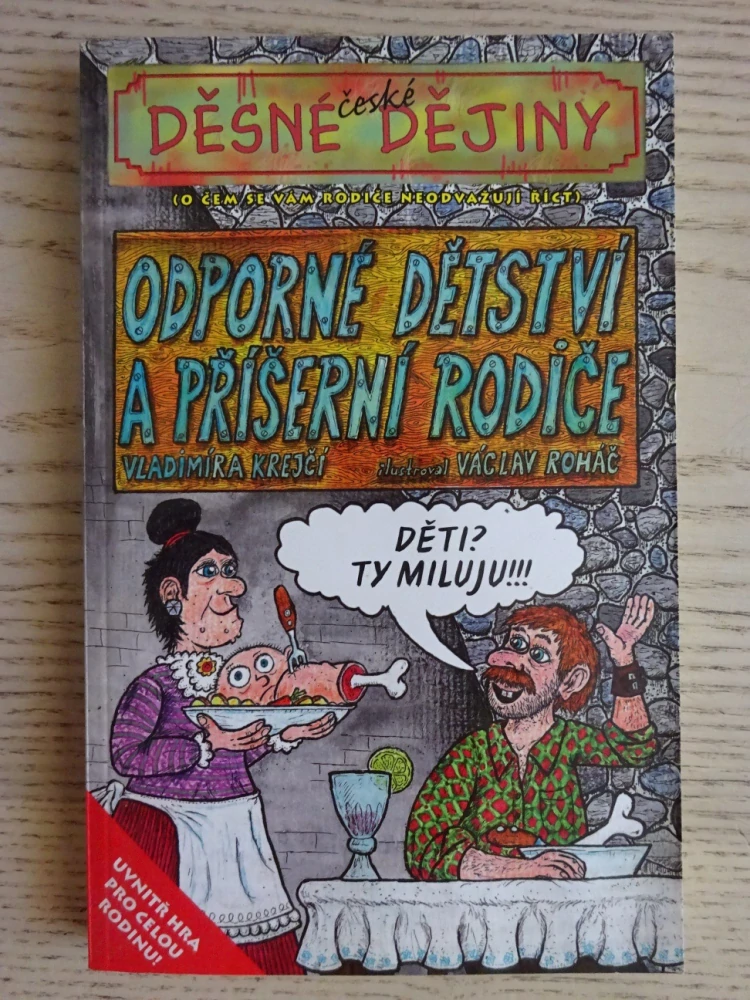 DĚSNÉ české DĚJINY
(O ČEM SE VÁM RODIČE NEODVAŽUJÍ ŘÍCT)
ODPORNÉ DĚTSTVÍ
A PŘÍŠERNÍ RODIČE
VLADIMÍRA KREJČÍ ilustroval VÁCLAV ROHÁČ
DĚTI?
TY MILUJU!!!
UVNITŘ HRA
PRO CELOU
RODINU!